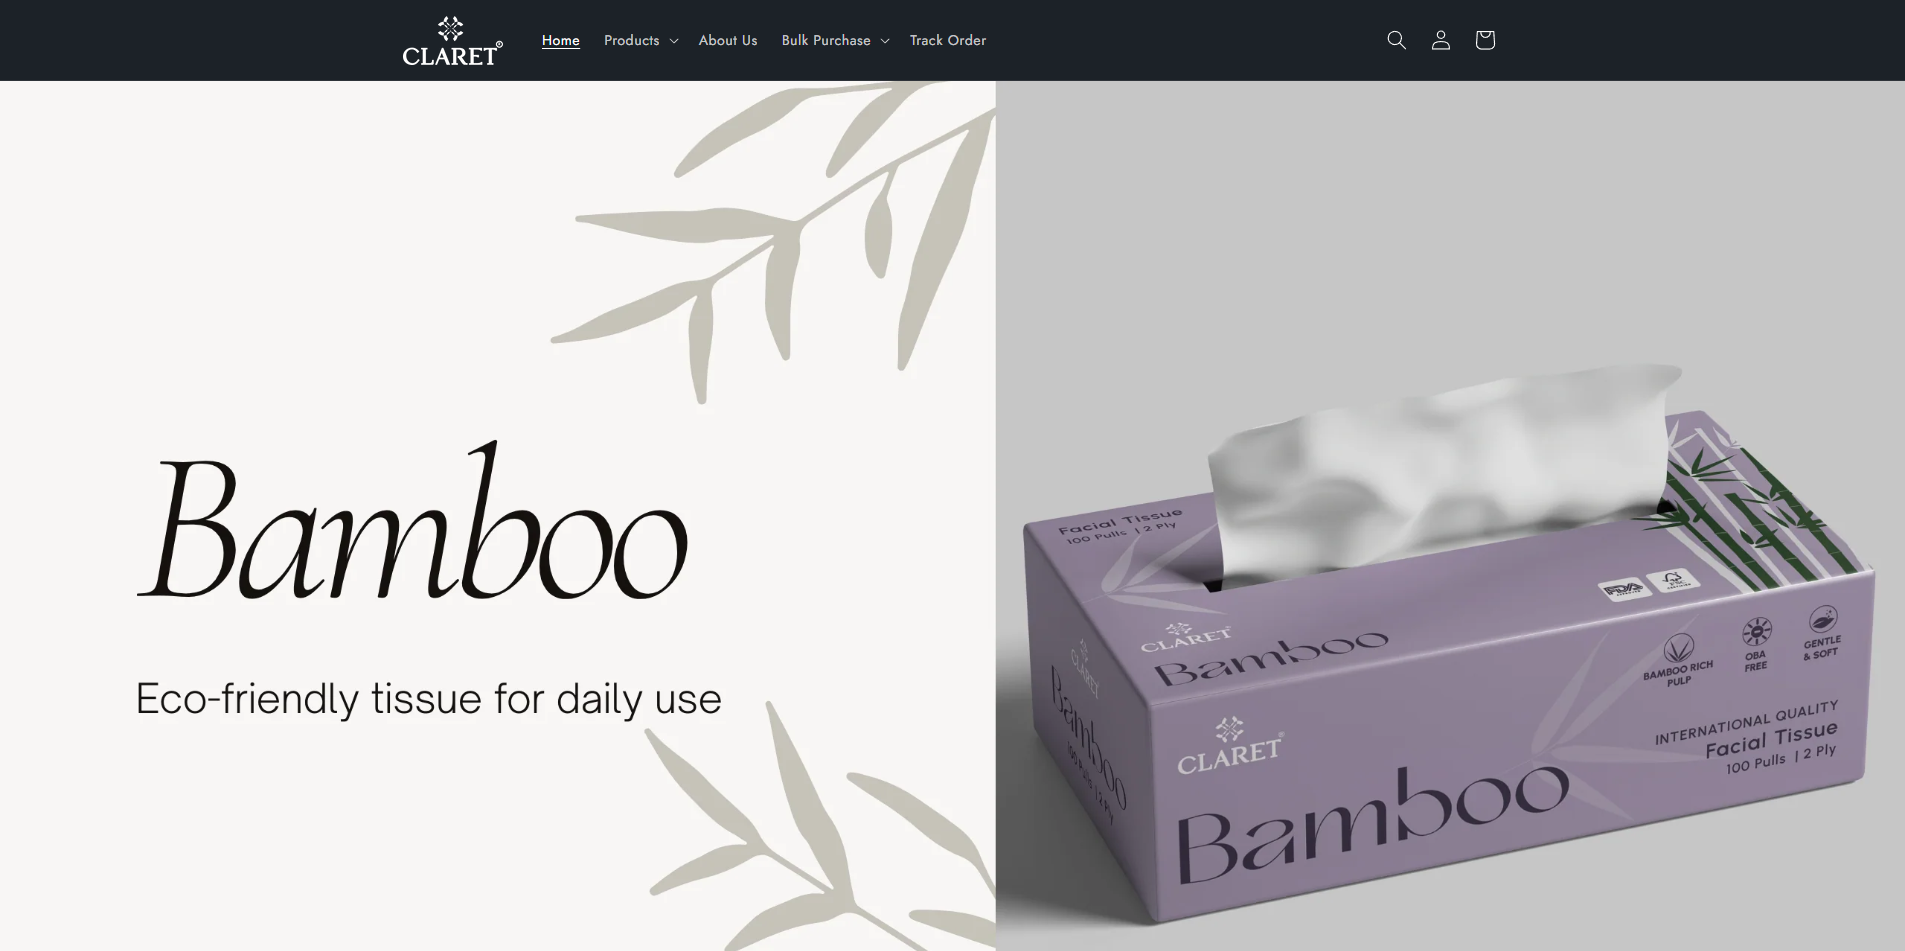 CLARET®
Home
Products
About Us
Bulk Purchase
Track Order
Bamboo
Eco-friendly tissue for daily use
Facial Tissue
100 Pulls | 2 Ply
CLARET
Bamboo
FDA
BAMBOO RICH
PULP
OBA
FREE
GENTLE
& SOFT
CLARET
Bamboo
100 Pulls | 2 Ply
CLARET
Bamboo
INTERNATIONAL QUALITY
Facial Tissue
100 Pulls | 2 Ply